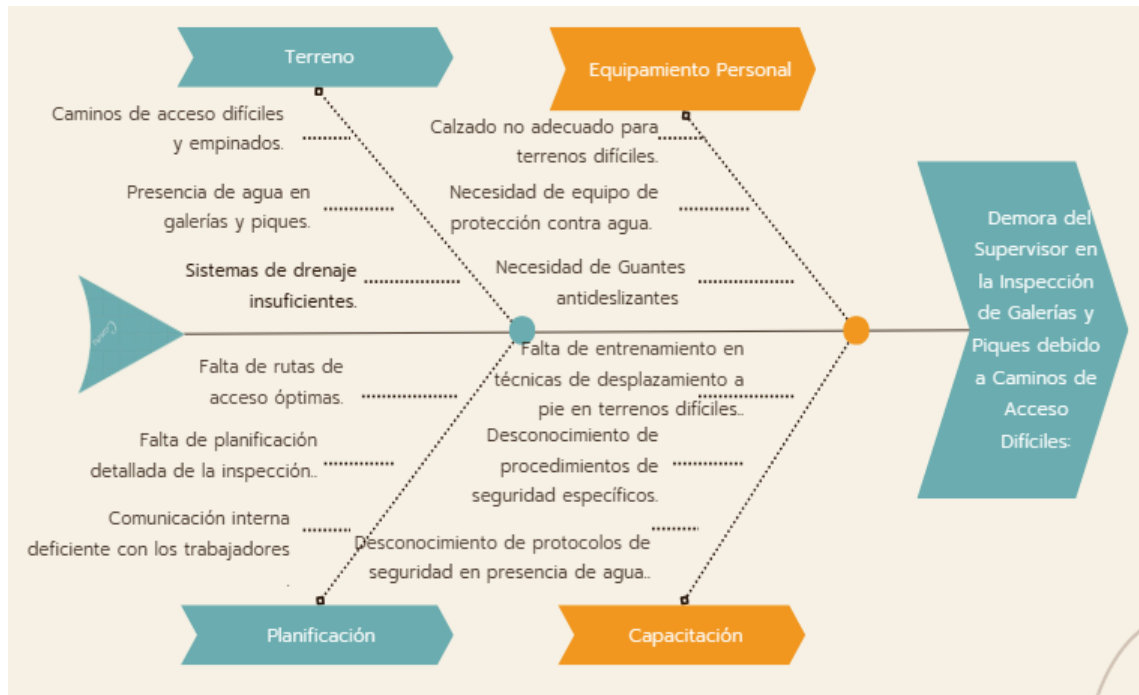 Terreno
Equipamiento Personal
Caminos de acceso difíciles
y empinados.
Presencia de agua en
galerías y piques.
Sistemas de drenaje
insuficientes.
Calzado no adecuado para
terrenos difíciles.
Necesidad de equipo de
protección contra agua.
Necesidad de Guantes
antideslizantes
Demora del
Supervisor en
la Inspección
de Galerías y
Piques debido
a Caminos de
Acceso
Difíciles:
Falta de rutas de
acceso óptimas.
Falta de planificación
detallada de la inspección..
Comunicación interna
deficiente con los trabajadores
.
Falta de entrenamiento en
técnicas de desplazamiento a
pie en terrenos difíciles..
Desconocimiento de
procedimientos de
seguridad específicos.
Desconocimiento de protocolos de
seguridad en presencia de agua..
Planificación
Capacitación